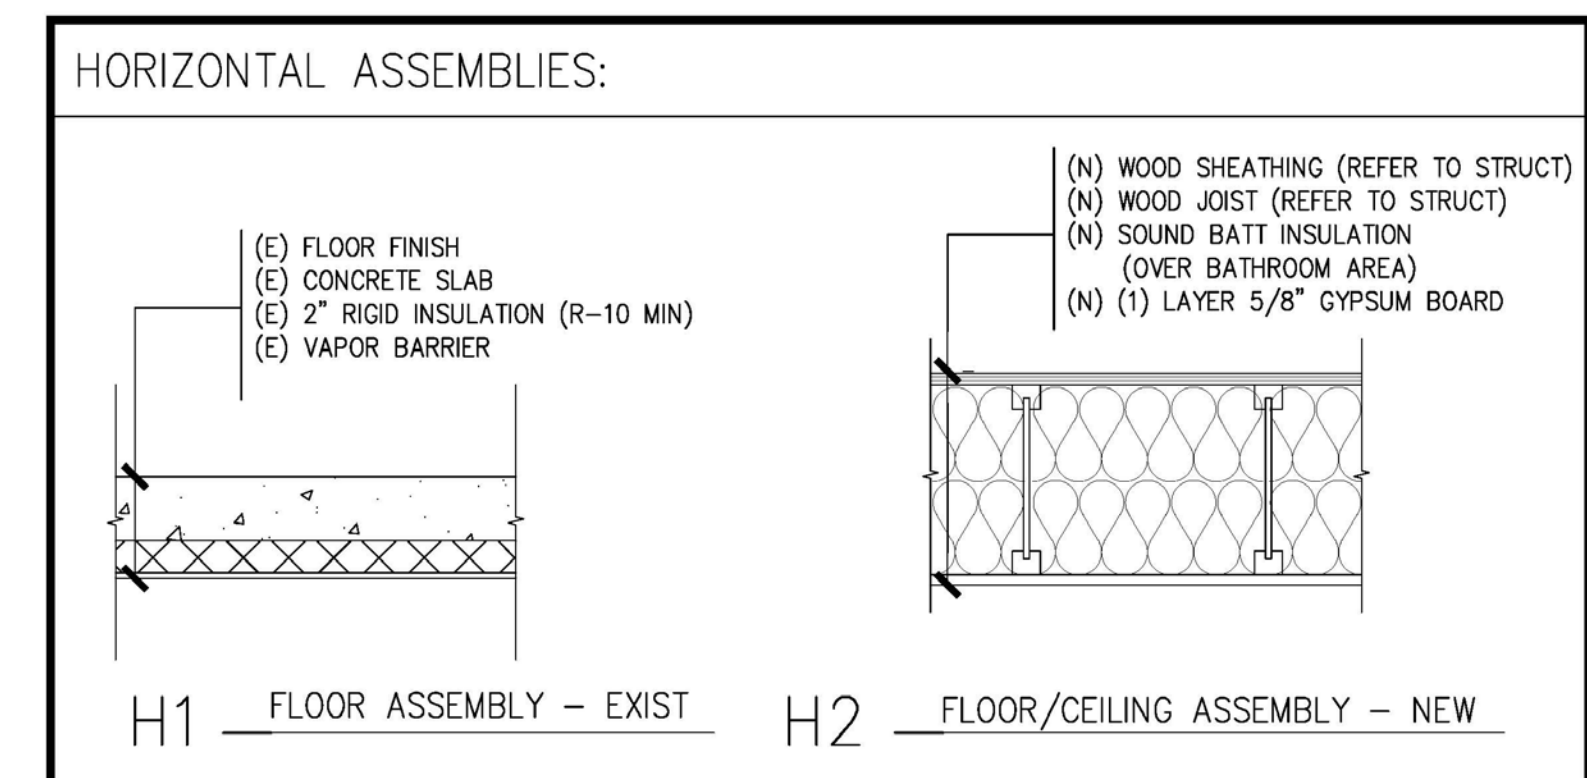 HORIZONTAL ASSEMBLIES:
(E) FLOOR FINISH
(E) CONCRETE SLAB
(E) 2" RIGID INSULATION (R-10 MIN)
(E) VAPOR BARRIER
H1 FLOOR ASSEMBLY - EXIST
(N) WOOD SHEATHING (REFER TO STRUCT)
(N) WOOD JOIST (REFER TO STRUCT)
(N) SOUND BATT INSULATION
(OVER BATHROOM AREA)
(N) (1) LAYER 5/8" GYPSUM BOARD
H2 FLOOR/CEILING ASSEMBLY - NEW